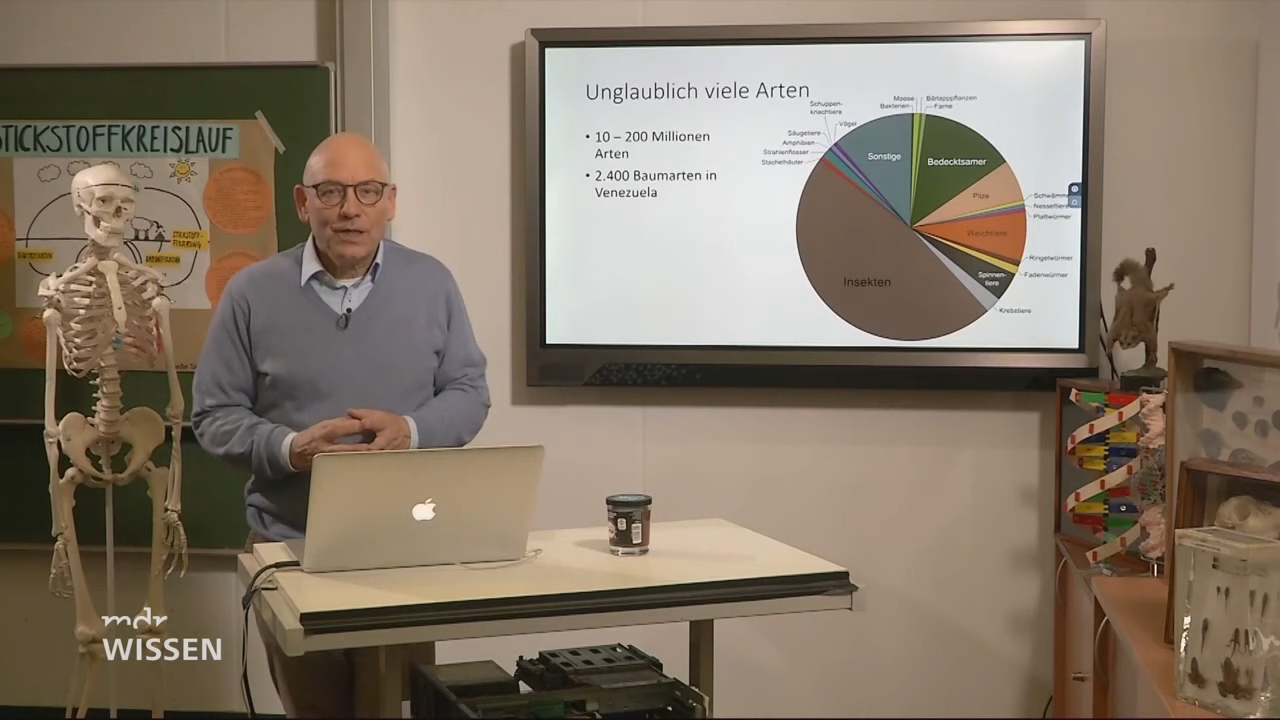 STICKSTOFFKREISLAUF
STICKSTOFF-
FIXIERUNG
Unglaublich viele Arten
• 10 – 200 Millionen
Arten
• 2.400 Baumarten in
Venezuela
Schuppen-
kriechtiere
Moose
Bakterien
Bärlapppflanzen
Farne
Vögel
Säugetiere
Amphibien
Strahlenflosser
Stachelhäuter
Sonstige
Bedecktsamer
Pilze
Schwämme
Nesseltiere
Plattwürmer
Weichtiere
Ringelwürmer
Fadenwürmer
Spinnen-
tiere
Krebstiere
Insekten
mdr
WISSEN